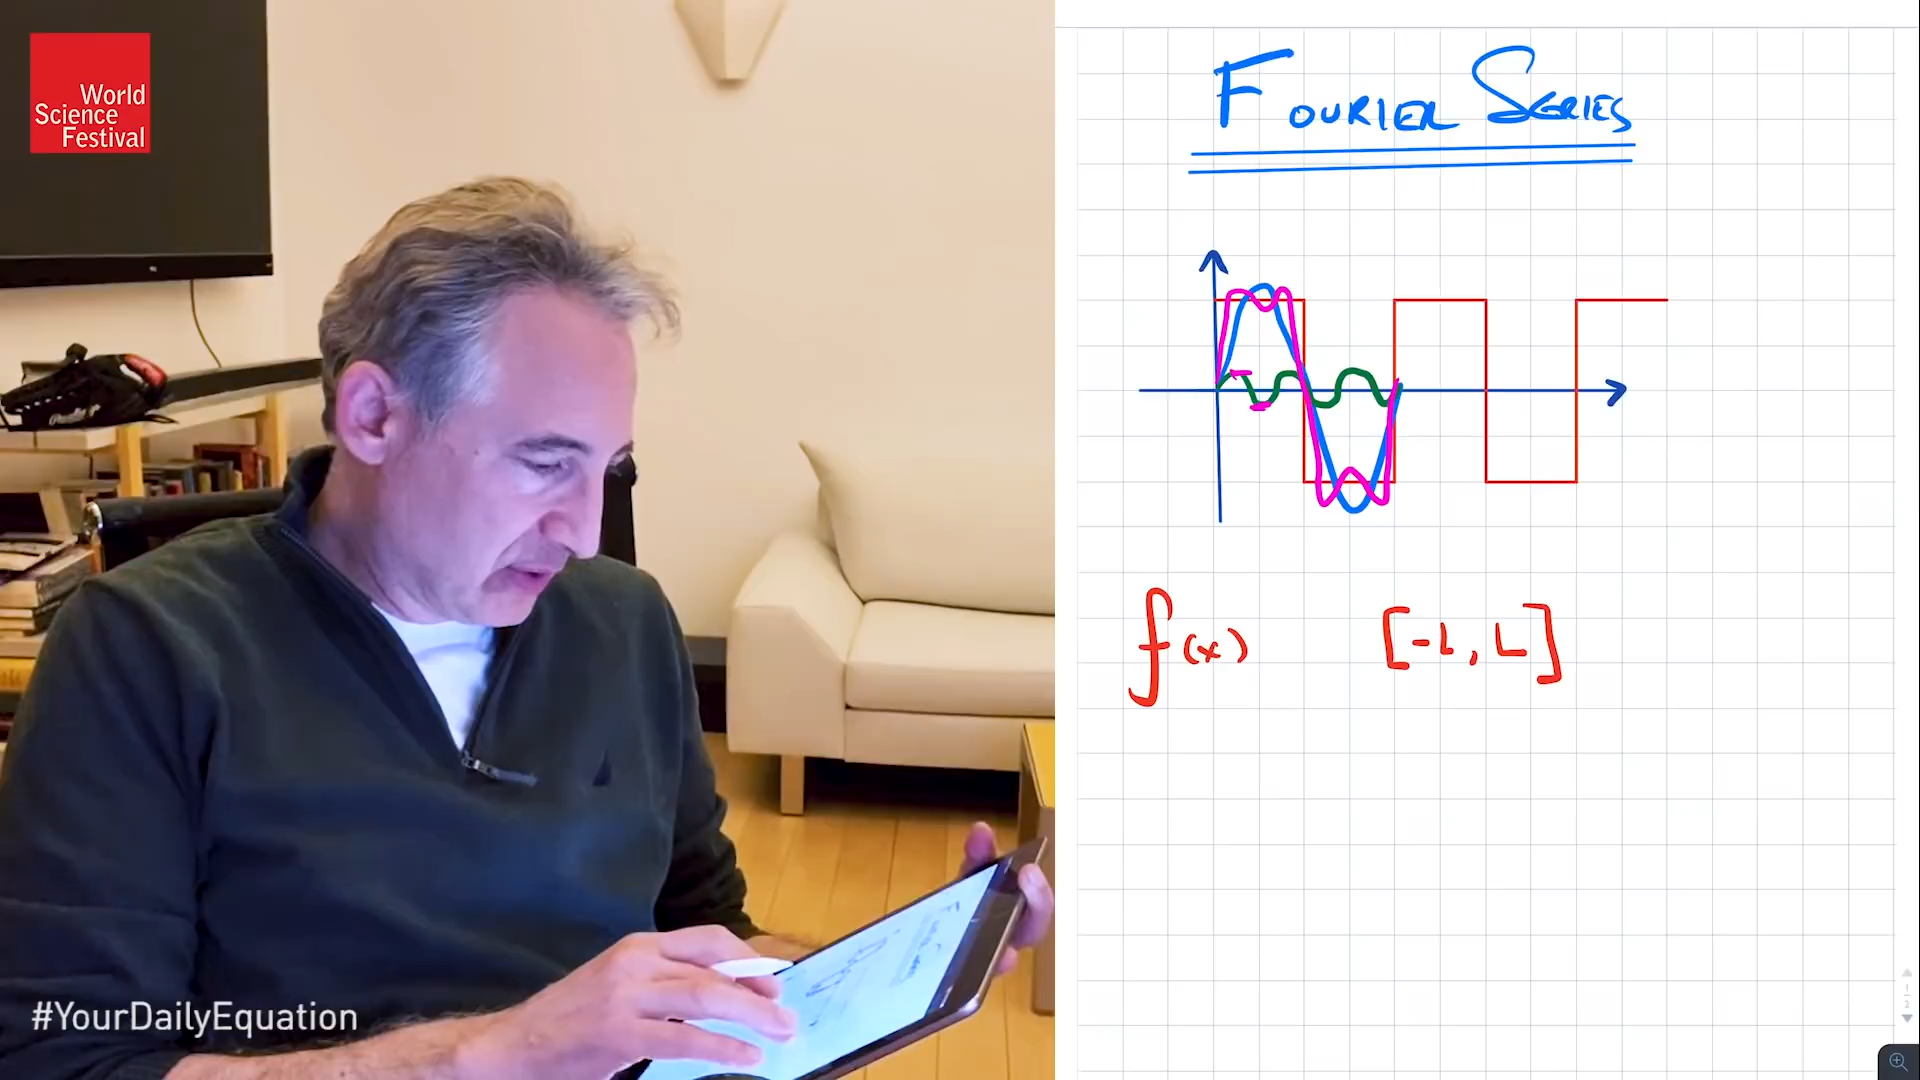 World
Science
Festival
FOURIER SERIES
f(x) [-L, L]
#YourDailyEquation